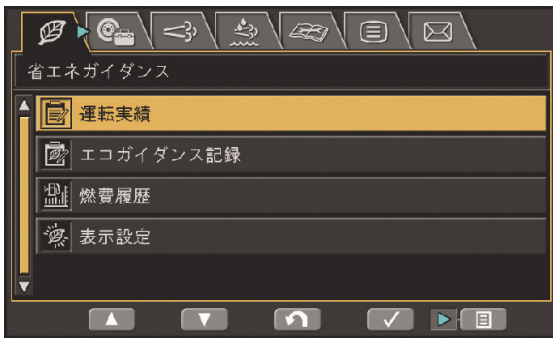 省エネガイダンス
運転実績
エコガイダンス記録
燃費履歴
表示設定